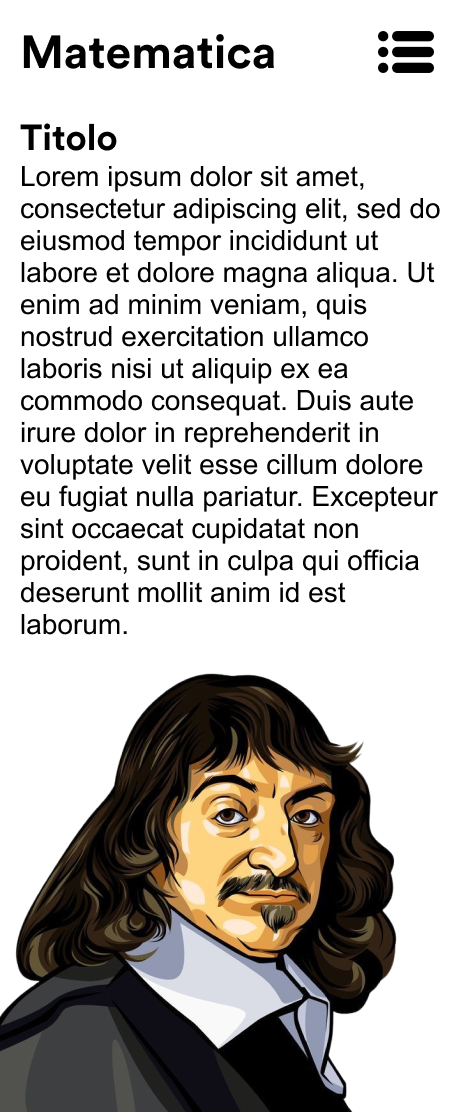 Matematica
Titolo
Lorem ipsum dolor sit amet,
consectetur adipiscing elit, sed do
eiusmod tempor incididunt ut
labore et dolore magna aliqua. Ut
enim ad minim veniam, quis
nostrud exercitation ullamco
laboris nisi ut aliquip ex ea
commodo consequat. Duis aute
irure dolor in reprehenderit in
voluptate velit esse cillum dolore
eu fugiat nulla pariatur. Excepteur
sint occaecat cupidatat non
proident, sunt in culpa qui officia
deserunt mollit anim id est
laborum.